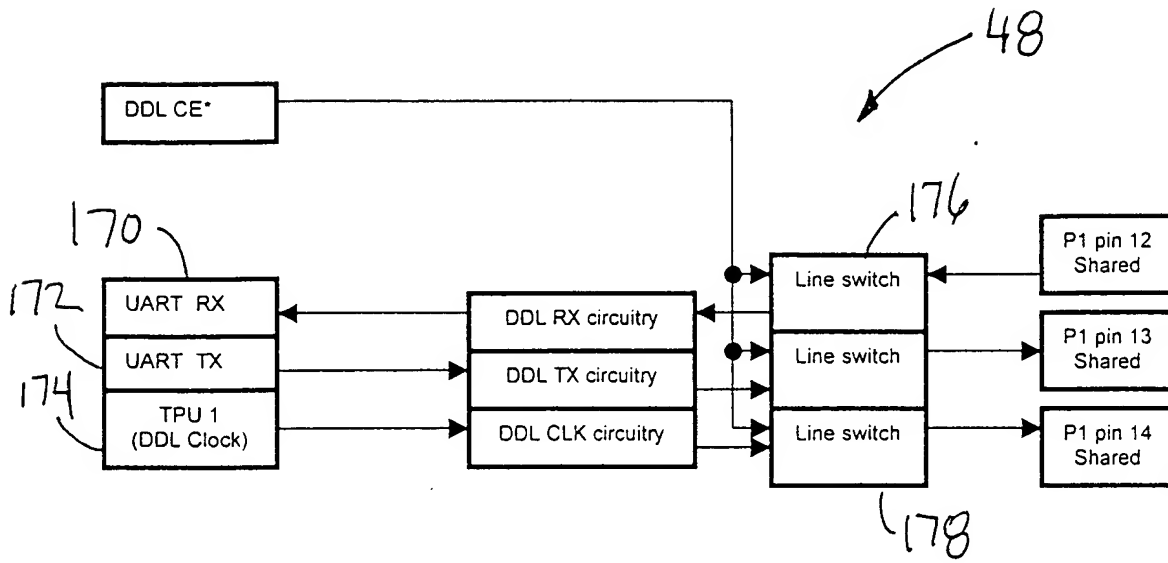 48
DDL CE*
170
176
P1 pin 12
Shared
172
UART RX
DDL RX circuitry
Line switch
UART TX
DDL TX circuitry
Line switch
P1 pin 13
Shared
174
TPU 1
(DDL Clock)
DDL CLK circuitry
Line switch
P1 pin 14
Shared
178